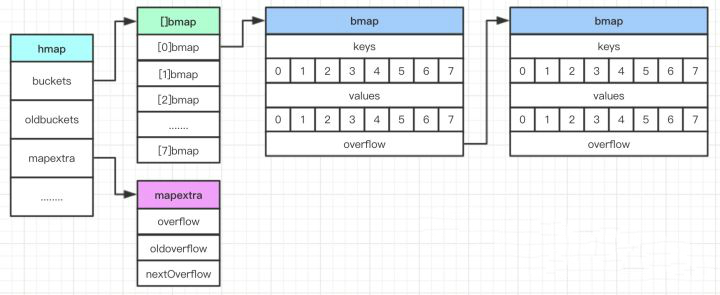 hmap
buckets
oldbuckets
mapextra
........
[]bmap
[0]bmap
[1]bmap
[2]bmap
.......
[7]bmap
mapextra
overflow
oldoverflow
nextOverflow
bmap
keys
0 1 2 3 4 5 6 7
values
0 1 2 3 4 5 6 7
overflow
bmap
keys
0 1 2 3 4 5 6 7
values
0 1 2 3 4 5 6 7
overflow